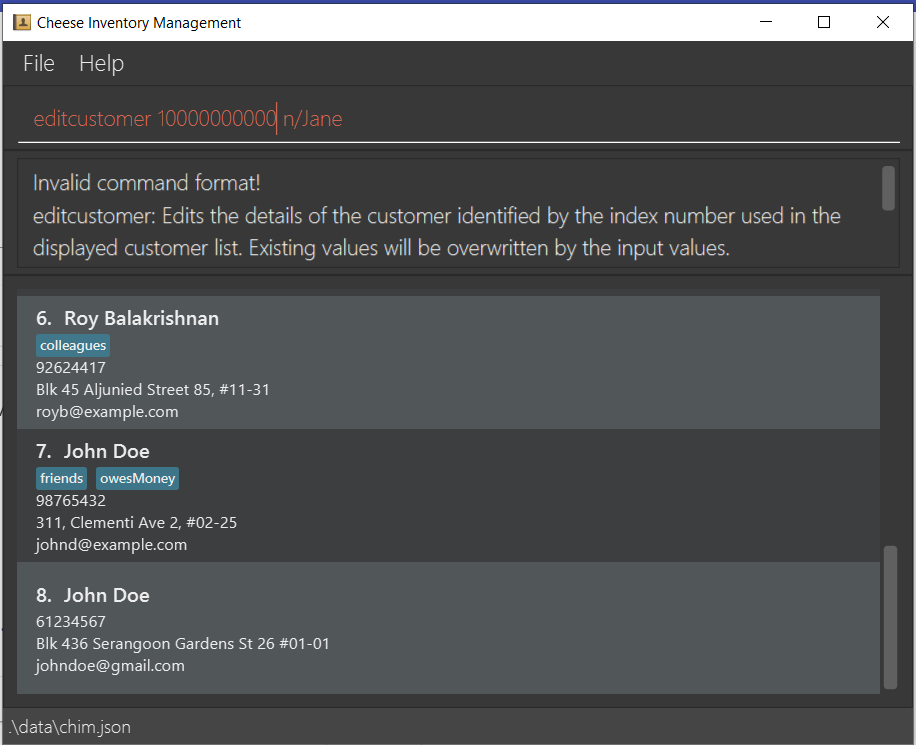 Cheese Inventory Management
File Help
editcustomer 10000000000 n/Jane
Invalid command format!
editcustomer: Edits the details of the customer identified by the index number used in the
displayed customer list. Existing values will be overwritten by the input values.
6. Roy Balakrishnan
colleagues
92624417
Blk 45 Aljunied Street 85, #11-31
royb@example.com
7. John Doe
friends owesMoney
98765432
311, Clementi Ave 2, #02-25
johnd@example.com
8. John Doe
61234567
Blk 436 Serangoon Gardens St 26 #01-01
johndoe@gmail.com
.\data\chim.json